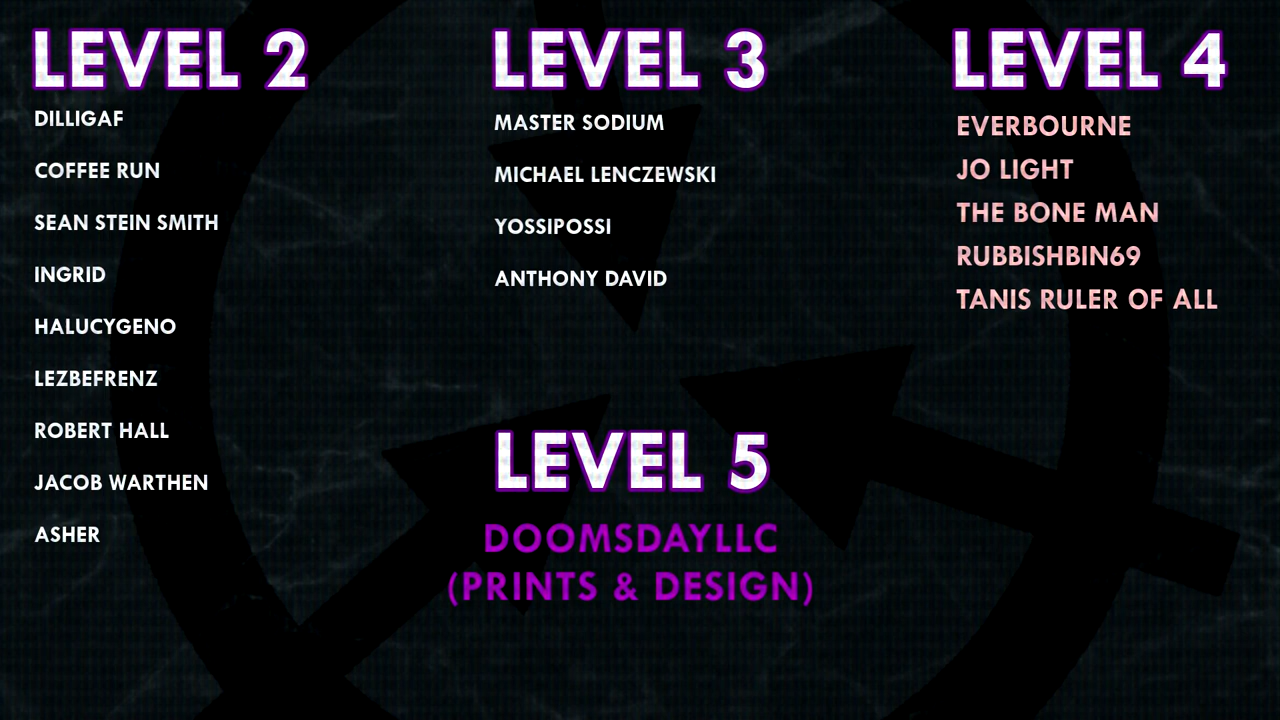 LEVEL 2
DILLIGAF
COFFEE RUN
SEAN STEIN SMITH
INGRID
HALUCYGENO
LEZBEFRENZ
ROBERT HALL
JACOB WARTHEN
ASHER
LEVEL 3
MASTER SODIUM
MICHAEL LENCZEWSKI
YOSSIPOSSI
ANTHONY DAVID
LEVEL 4
EVERBOURNE
JO LIGHT
THE BONE MAN
RUBBISHBIN69
TANIS RULER OF ALL
LEVEL 5
DOOMSDAYLLC
(PRINTS & DESIGN)